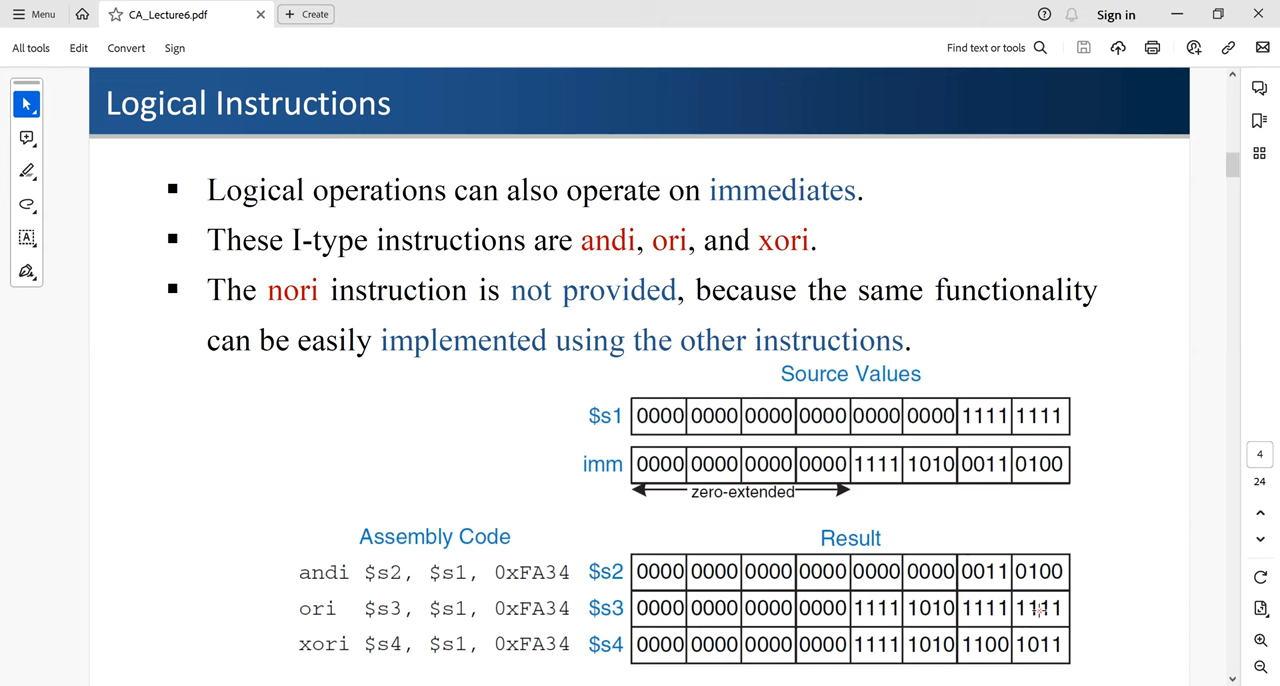 Menu CA_Lecture6.pdf Create Sign in
All tools Edit Convert Sign Find text or tools
Logical Instructions
▪ Logical operations can also operate on immediates.
▪ These I-type instructions are andi, ori, and xori.
▪ The nori instruction is not provided, because the same functionality
can be easily implemented using the other instructions.
Source Values
$s1 0000 0000 0000 0000 0000 0000 1111 1111
imm 0000 0000 0000 0000 1111 1010 0011 0100
zero-extended
Assembly Code Result
andi $s2, $s1, 0xFA34 $s2 0000 0000 0000 0000 0000 0000 0011 0100
ori $s3, $s1, 0xFA34 $s3 0000 0000 0000 0000 1111 1010 1111 1111
xori $s4, $s1, 0xFA34 $s4 0000 0000 0000 0000 1111 1010 1100 1011
4
24